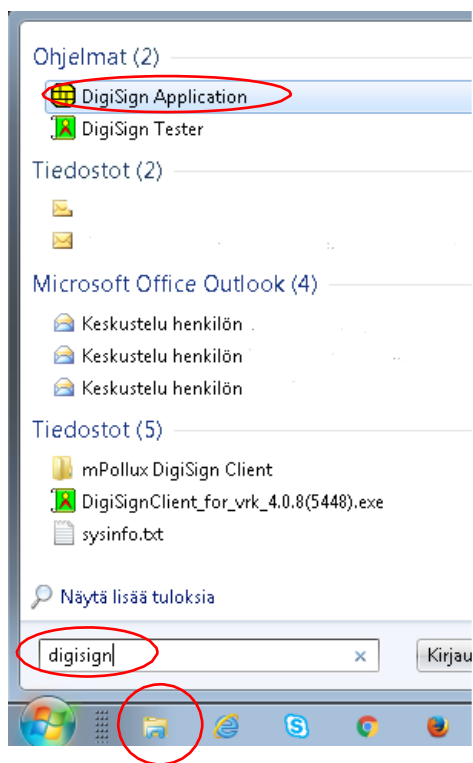 Ohjelmat (2)
DigiSign Application
DigiSign Tester
Tiedostot (2)
Microsoft Office Outlook (4)
Keskustelu henkilön
Keskustelu henkilön
Keskustelu henkilön
Tiedostot (5)
mPollux DigiSign Client
DigiSignClient_for_vrk_4.0.8(5448).exe
sysinfo.txt
Näytä lisää tuloksia
digisign
Kirjau